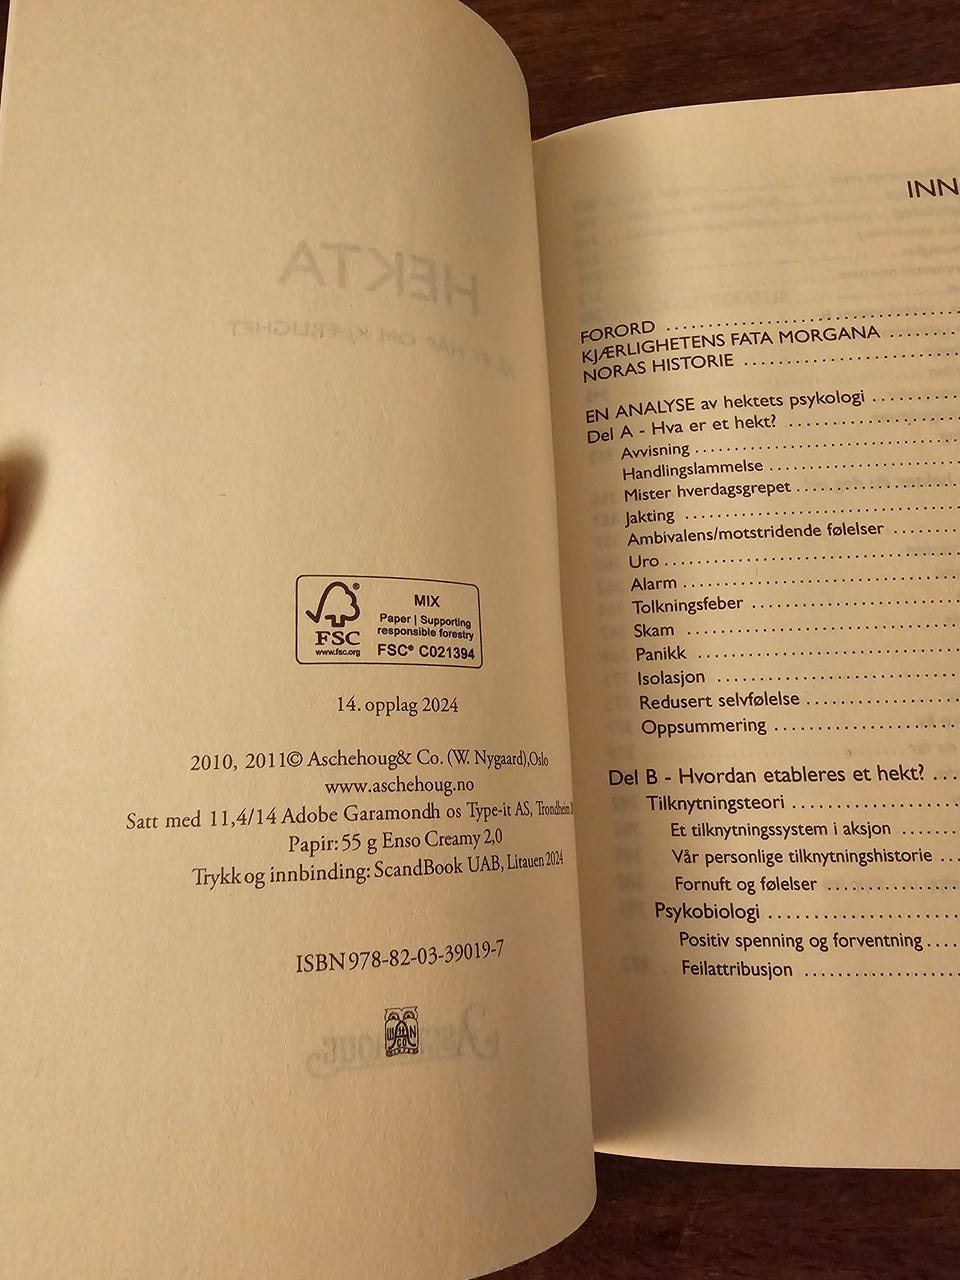 HEKTA
HÅP OM KJÆRLIGHET
FSC®
www.fsc.org
MIX
Paper | Supporting
responsible forestry
FSC® C021394
14. opplag 2024
2010, 2011© Aschehoug& Co. (W. Nygaard),Oslo
www.aschehoug.no
Satt med 11,4/14 Adobe Garamondh os Type-it AS, Trondheim
Papir: 55 g Enso Creamy 2,0
Trykk og innbinding: ScandBook UAB, Litauen 2024
ISBN 978-82-03-39019-7
INN
FORORD
KJÆRLIGHETENS FATA MORGANA
NORAS HISTORIE
EN ANALYSE av hektets psykologi
Del A - Hva er et hekt?
Avvisning
Handlingslammelse
Mister hverdagsgrepet
Jakting
Ambivalens/motstridende følelser
Uro
Alarm
Tolkningsfeber
Skam
Panikk
Isolasjon
Redusert selvfølelse
Oppsummering
Del B - Hvordan etableres et hekt?
Tilknytningsteori
Et tilknytningssystem i aksjon
Vår personlige tilknytningshistorie
Fornuft og følelser
Psykobiologi
Positiv spenning og forventning
Feilattribusjon